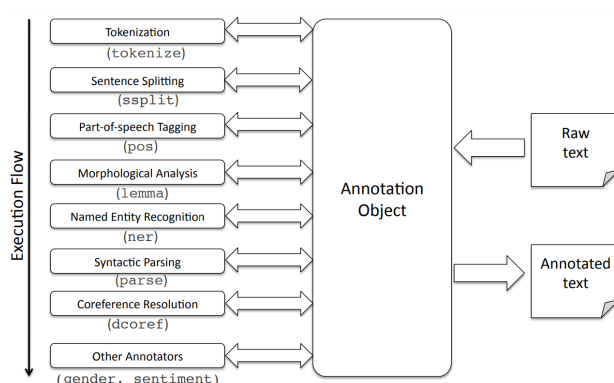 Execution Flow
Tokenization
(tokenize)
Sentence Splitting
(ssplit)
Part-of-speech Tagging
(pos)
Morphological Analysis
(lemma)
Named Entity Recognition
(ner)
Syntactic Parsing
(parse)
Coreference Resolution
(dcoref)
Other Annotators
(gender, sentiment)
Annotation
Object
Raw
text
Annotated
text